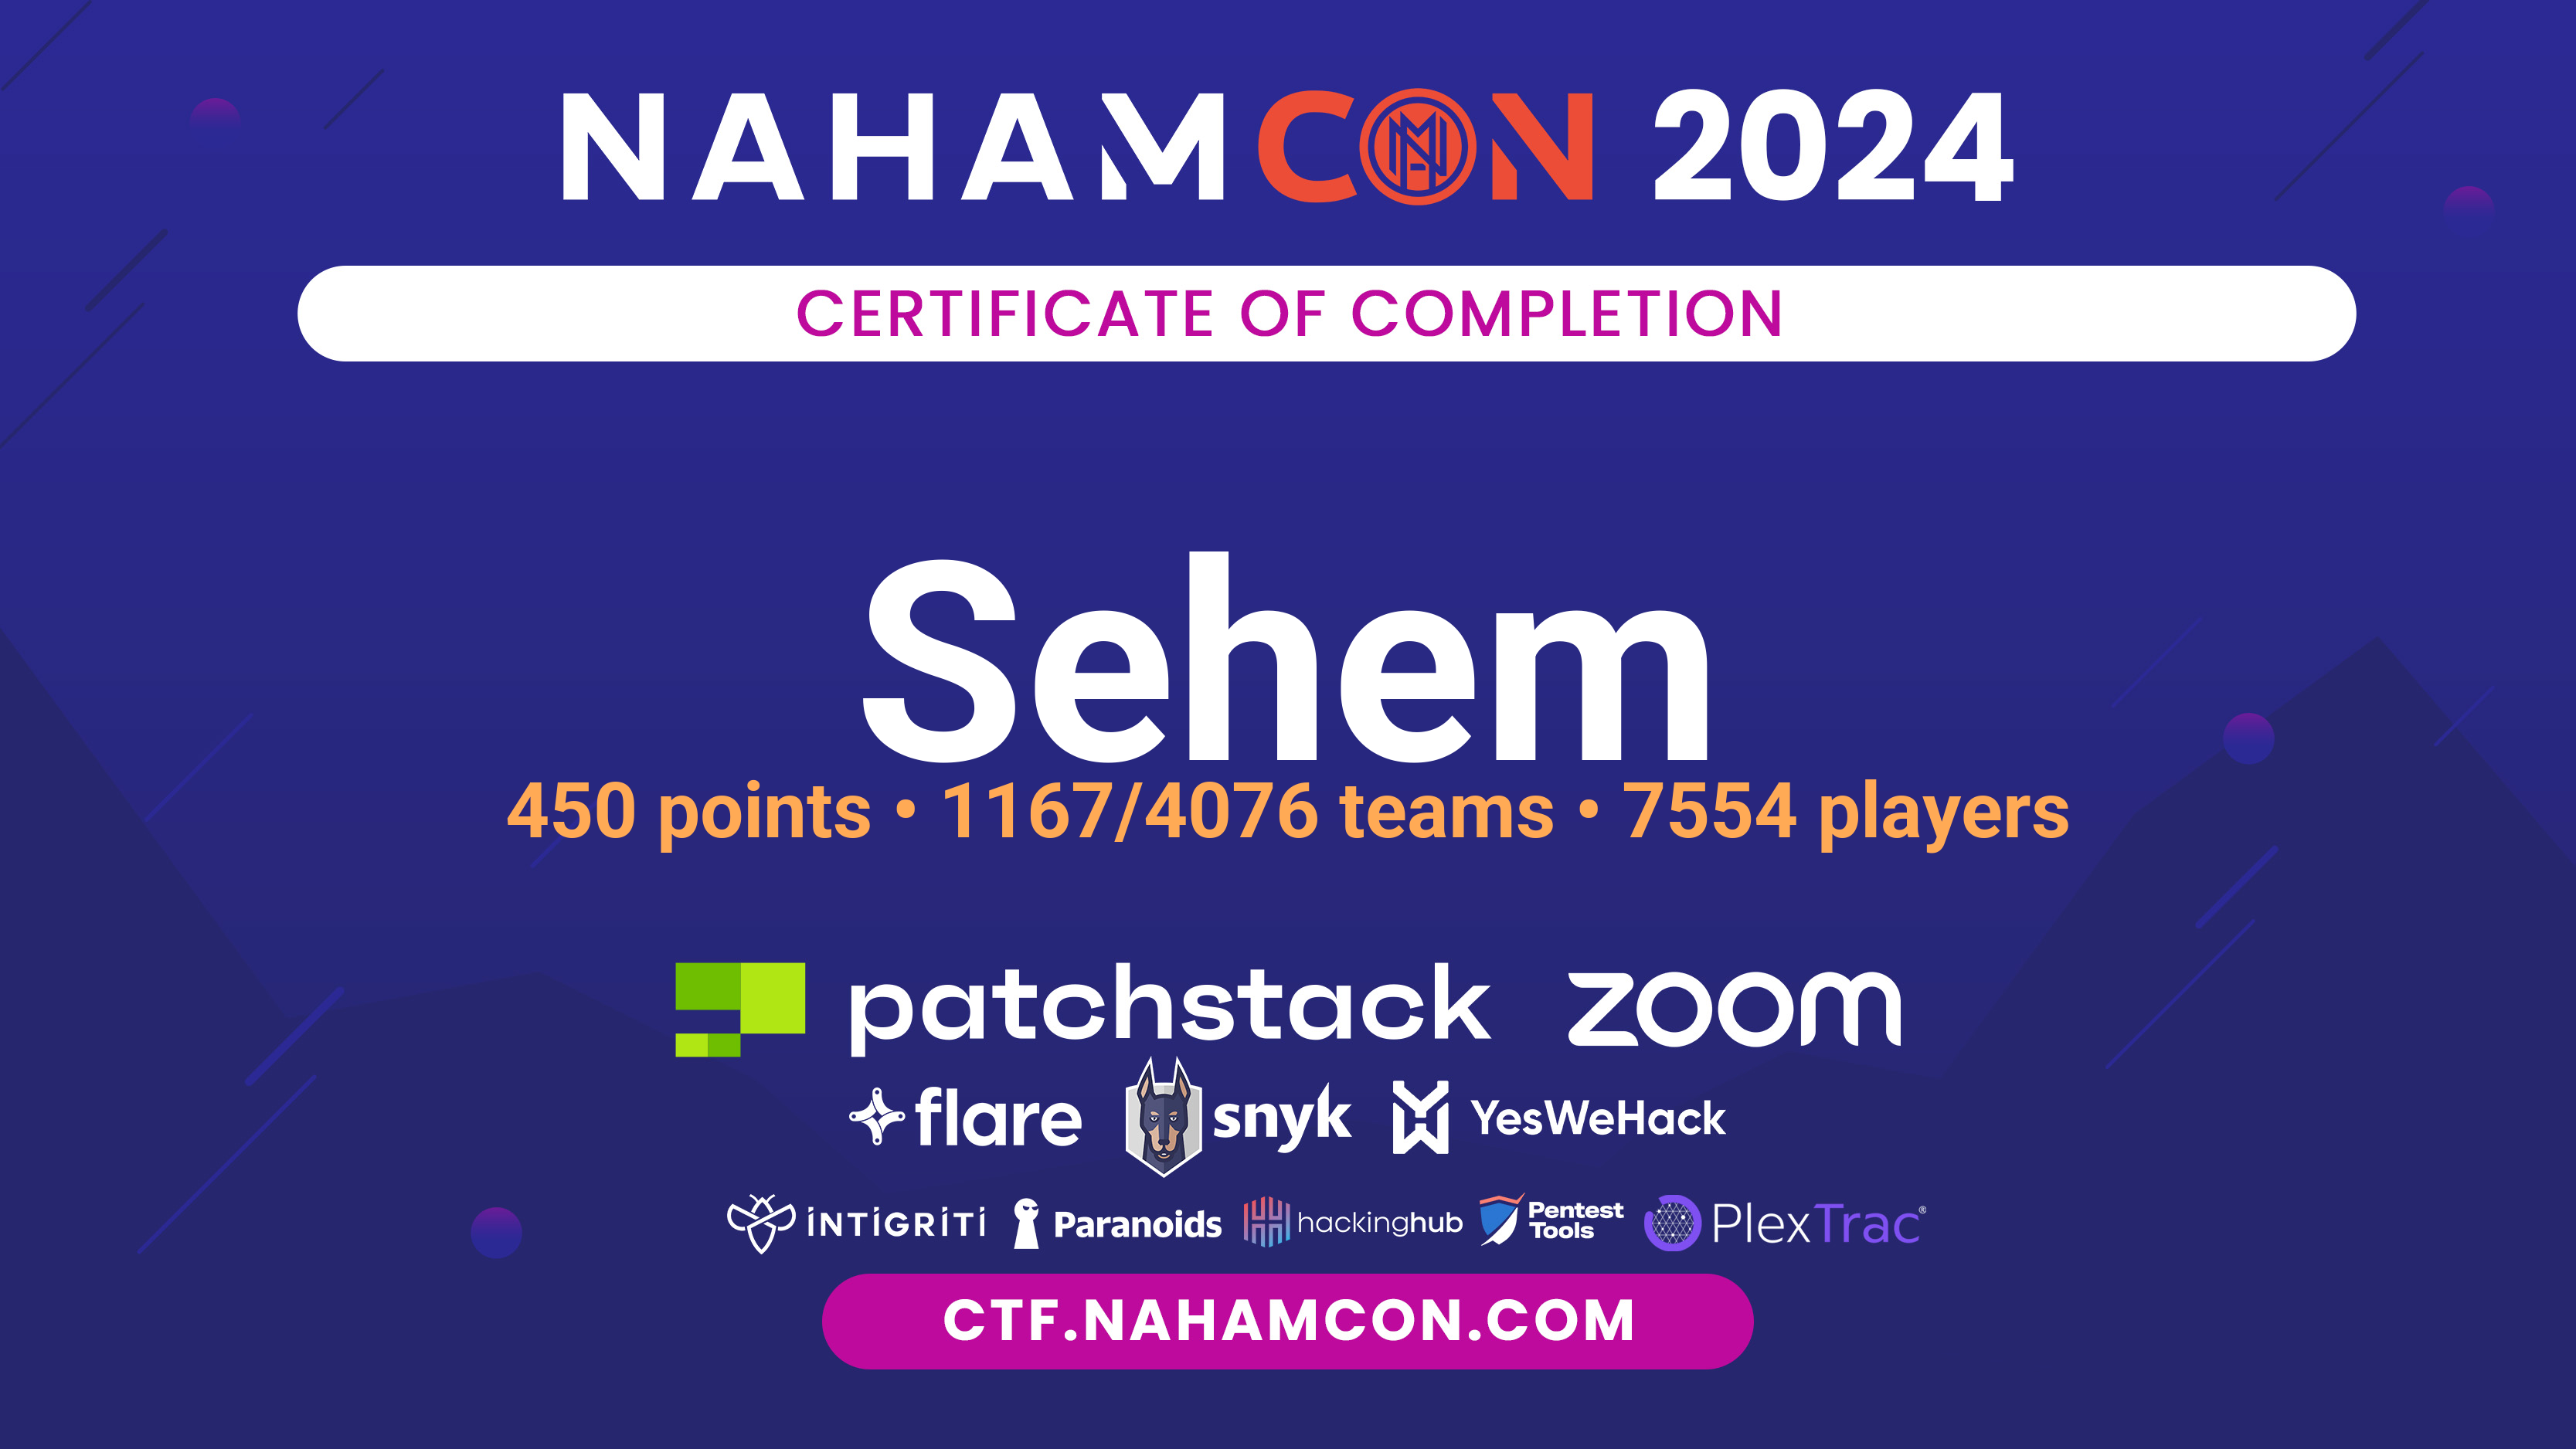 NAHAMCON 2024
CERTIFICATE OF COMPLETION
Sehem
450 points • 1167/4076 teams • 7554 players
patchstack zoom
flare snyk YesWeHack
INTIGRITI Paranoids hackinghub Pentest Tools PlexTrac®
CTF.NAHAMCON.COM